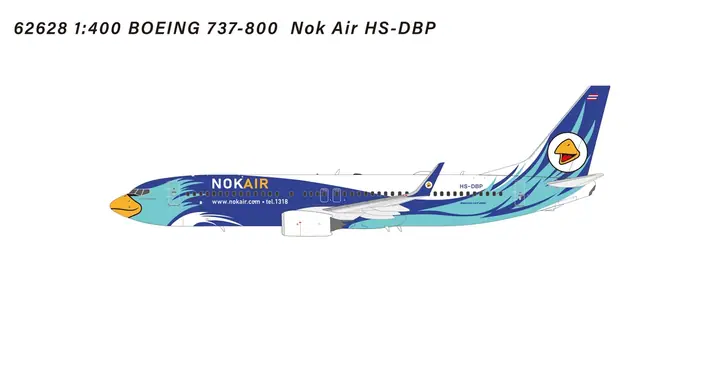 62628 1:400 BOEING 737-800 Nok Air HS-DBP
NOKAIR
www.nokair.com • tel.1318
HS-DBP